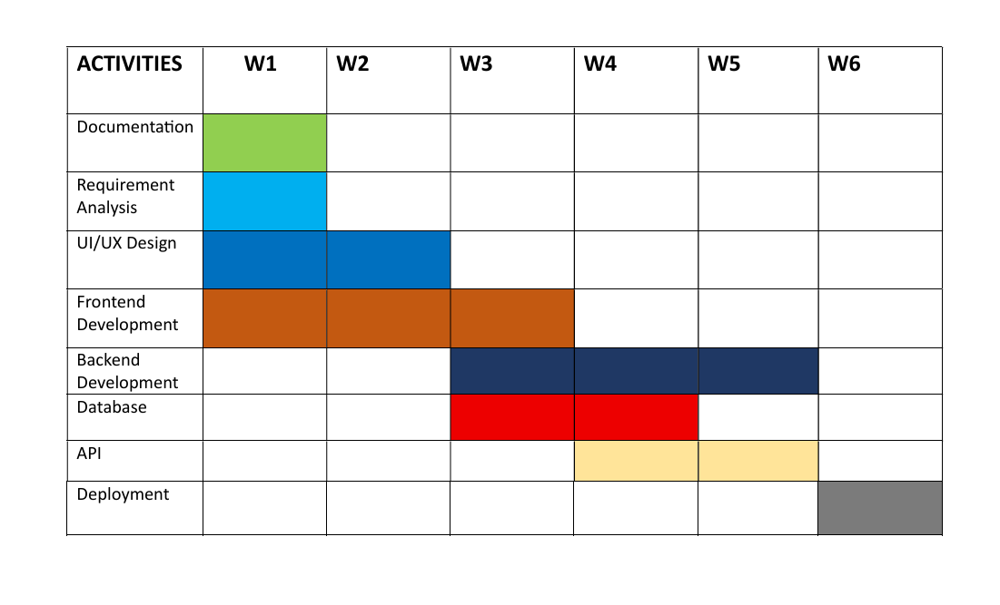 ACTIVITIES W1 W2 W3 W4 W5 W6
Documentation
Requirement
Analysis
UI/UX Design
Frontend
Development
Backend
Development
Database
API
Deployment